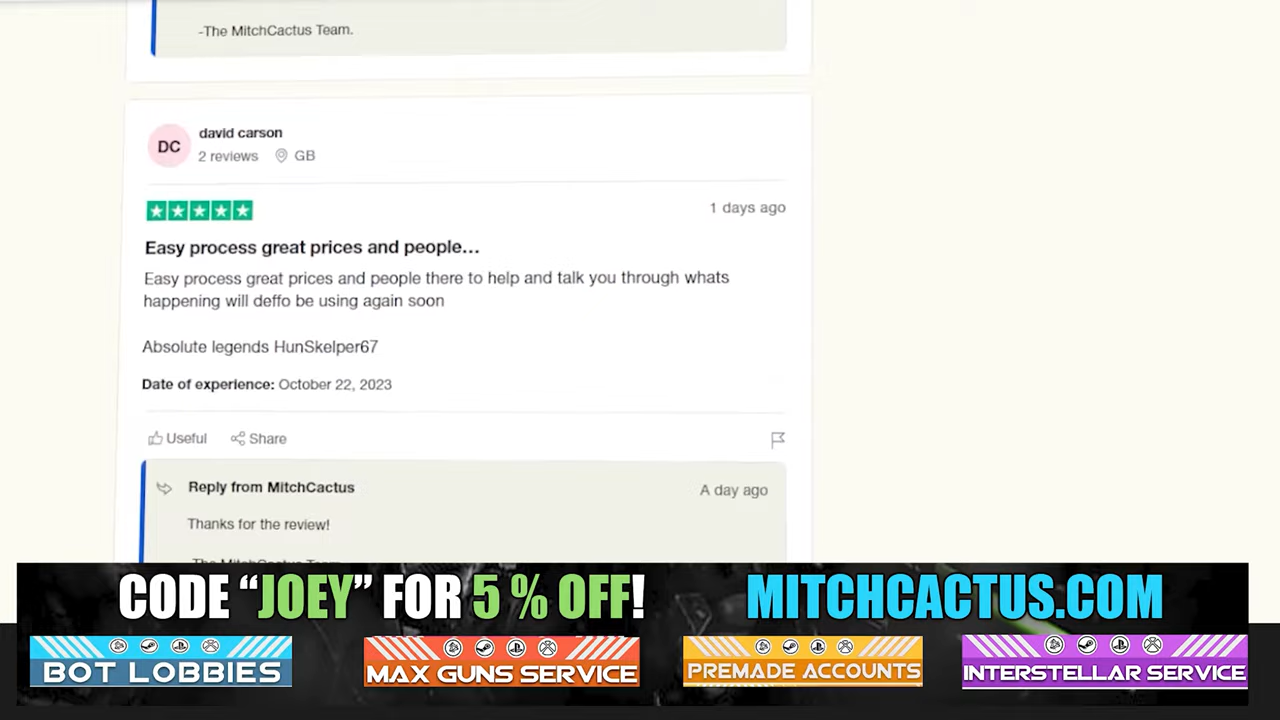 -The MitchCactus Team.
DC
david carson
2 reviews GB
1 days ago
Easy process great prices and people...
Easy process great prices and people there to help and talk you through whats
happening will deffo be using again soon
Absolute legends HunSkelper67
Date of experience: October 22, 2023
Useful Share
Reply from MitchCactus
A day ago
Thanks for the review!
-The MitchCactus Team.
CODE “JOEY” FOR 5 % OFF!
MITCHCACTUS.COM
BOT LOBBIES
MAX GUNS SERVICE
PREMADE ACCOUNTS
INTERSTELLAR SERVICE